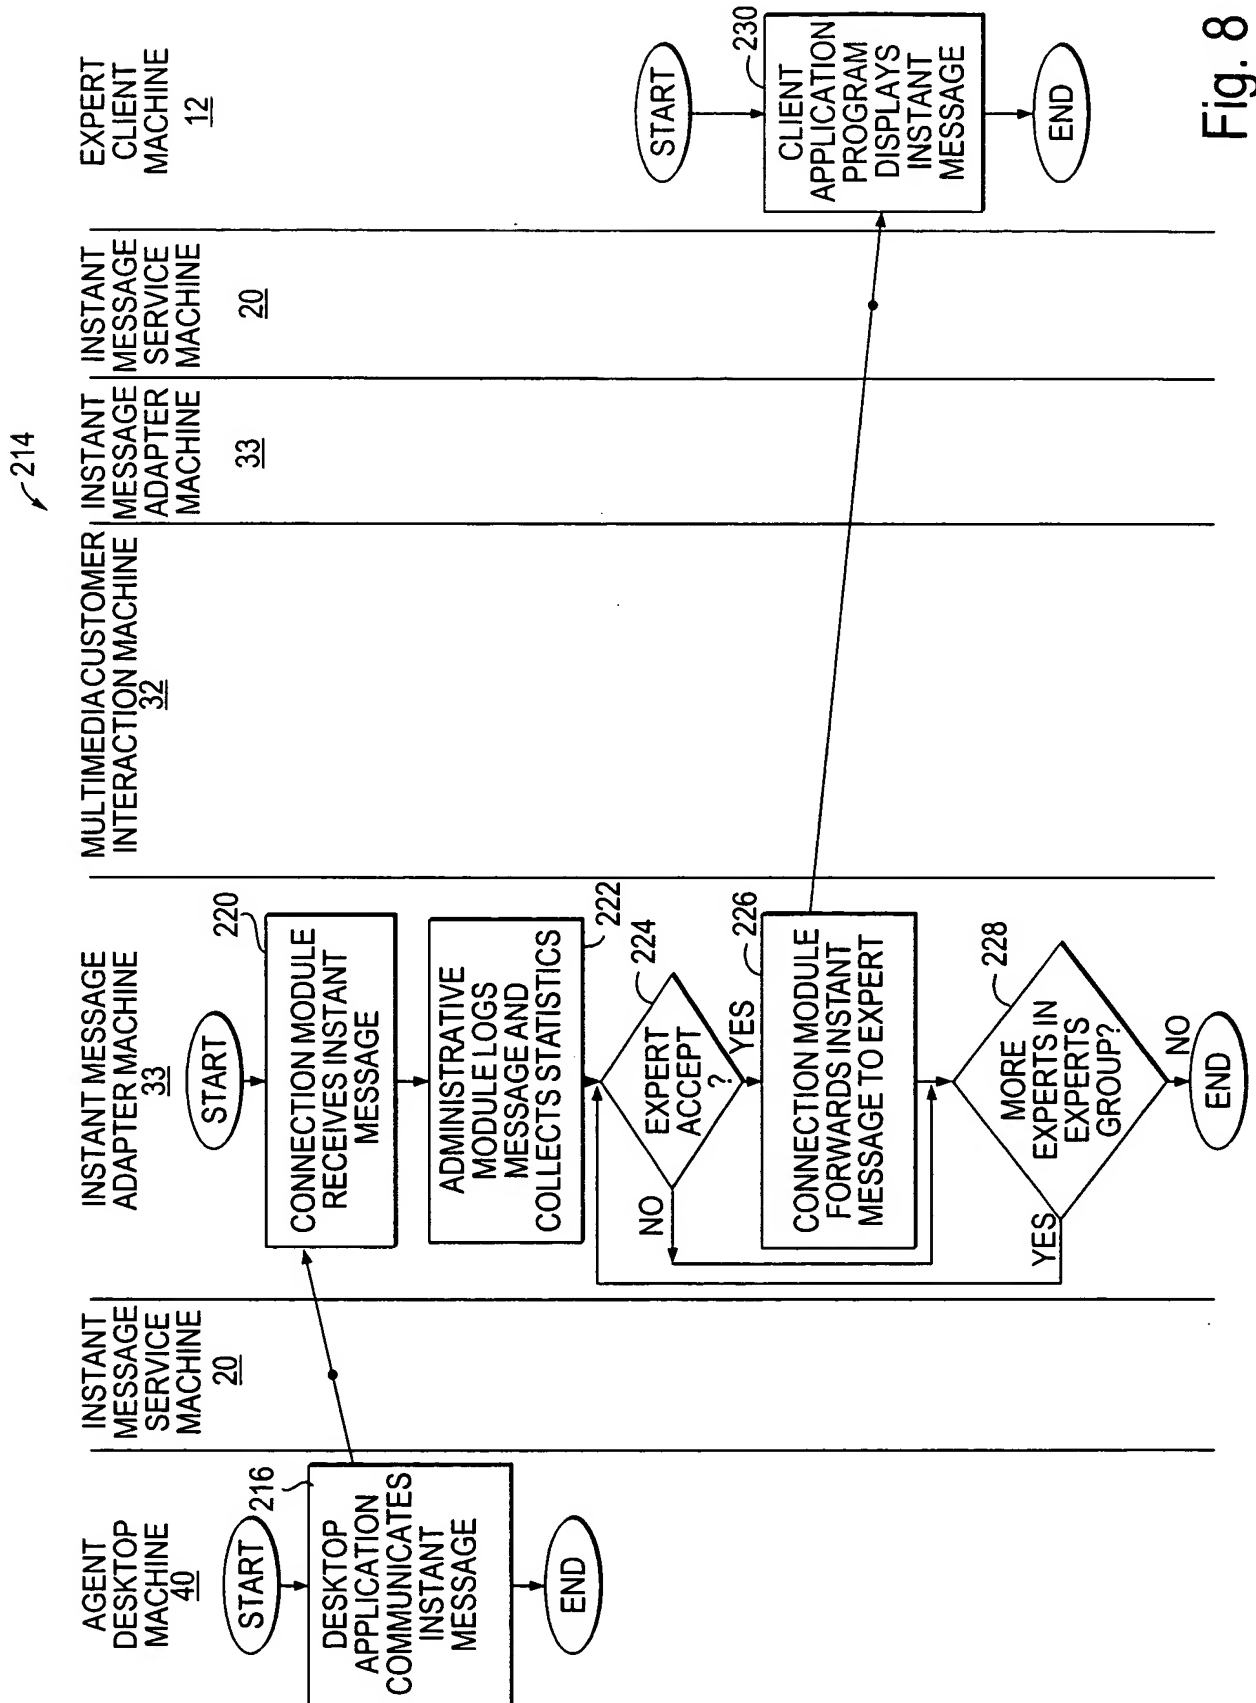 214
AGENT
DESKTOP
MACHINE
40
INSTANT
MESSAGE
SERVICE
MACHINE
20
INSTANT MESSAGE
ADAPTER MACHINE
33
MULTIMEDIACUSTOMER
INTERACTION MACHINE
32
INSTANT
MESSAGE
ADAPTER
MACHINE
33
INSTANT
MESSAGE
SERVICE
MACHINE
20
EXPERT
CLIENT
MACHINE
12
START
216
DESKTOP
APPLICATION
COMMUNICATES
INSTANT
MESSAGE
END
START
220
CONNECTION MODULE
RECEIVES INSTANT
MESSAGE
222
ADMINISTRATIVE
MODULE LOGS
MESSAGE AND
COLLECTS STATISTICS
224
EXPERT
ACCEPT
?
NO
YES
226
CONNECTION MODULE
FORWARDS INSTANT
MESSAGE TO EXPERT
228
MORE
EXPERTS IN
EXPERTS
GROUP?
YES
NO
END
START
230
CLIENT
APPLICATION
PROGRAM
DISPLAYS
INSTANT
MESSAGE
END
Fig. 8